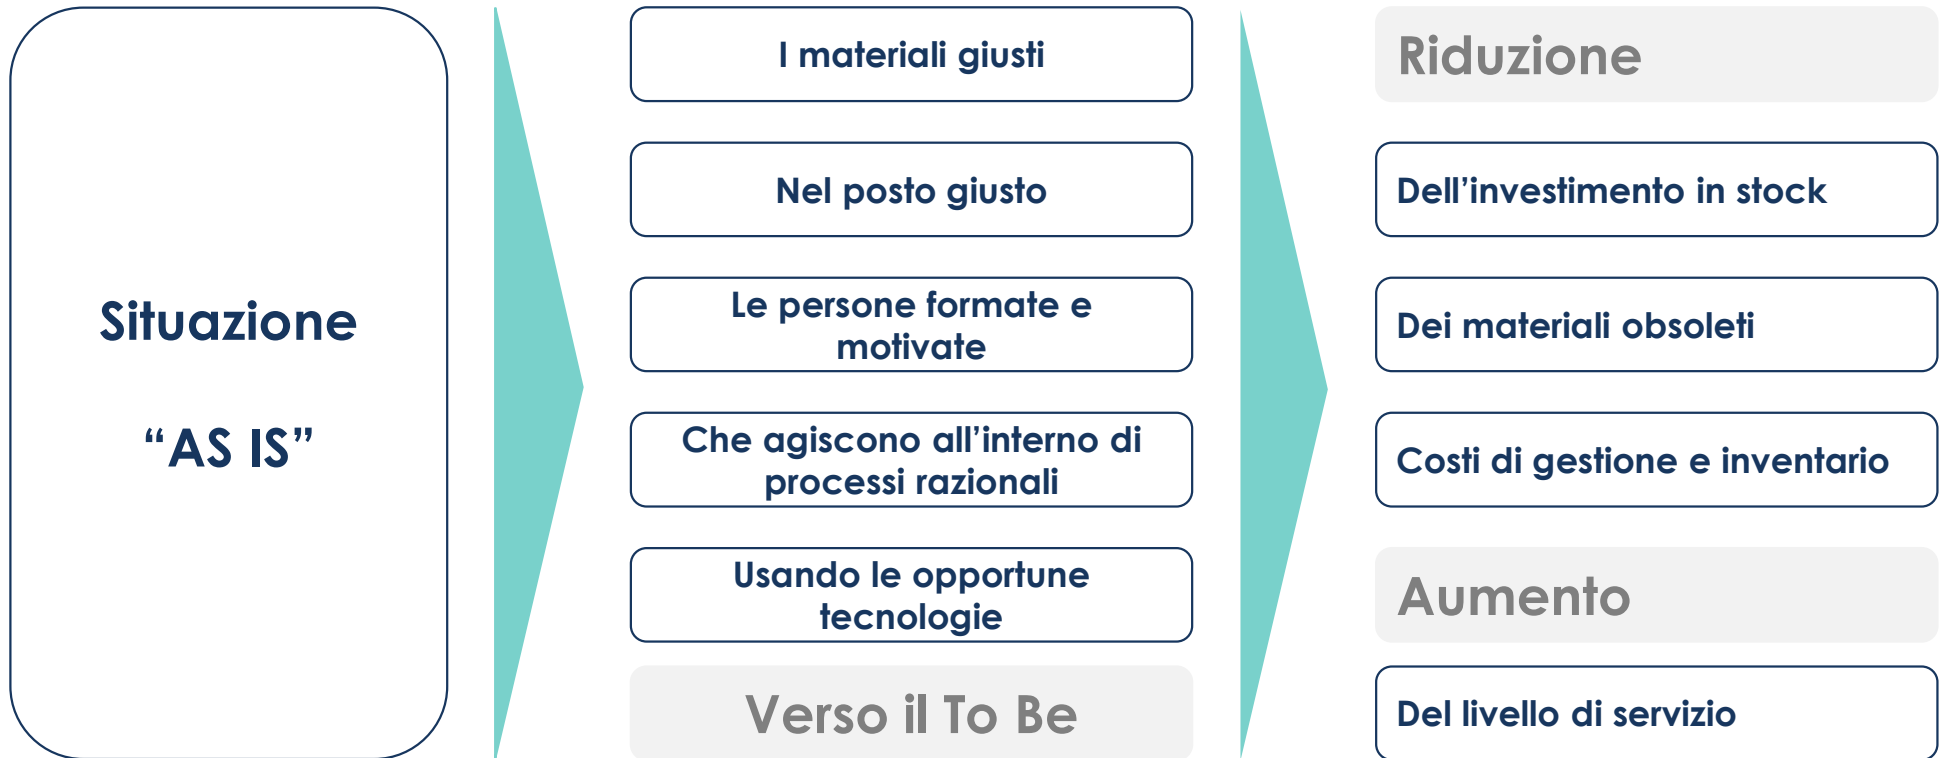 Situazione
“AS IS”
I materiali giusti
Nel posto giusto
Le persone formate e
motivate
Che agiscono all’interno di
processi razionali
Usando le opportune
tecnologie
Verso il To Be
Riduzione
Dell’investimento in stock
Dei materiali obsoleti
Costi di gestione e inventario
Aumento
Del livello di servizio